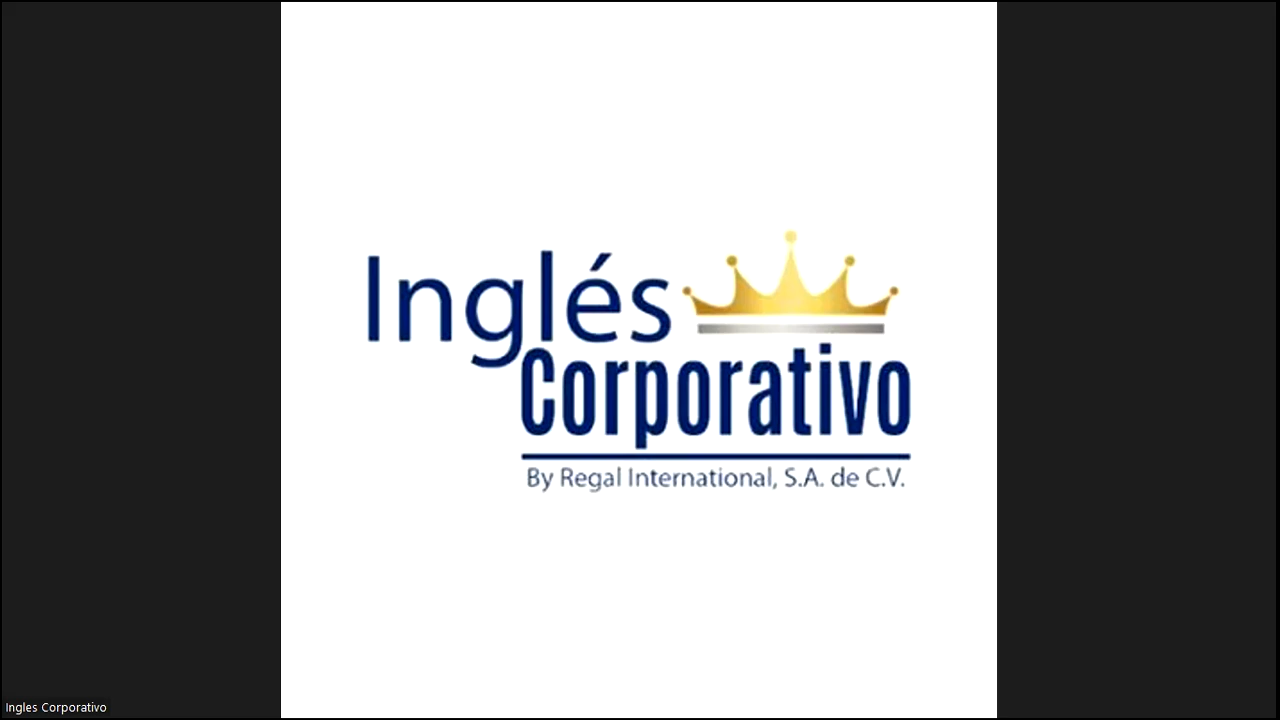 Inglés
Corporativo
By Regal International, S.A. de C.V.
Ingles Corporativo